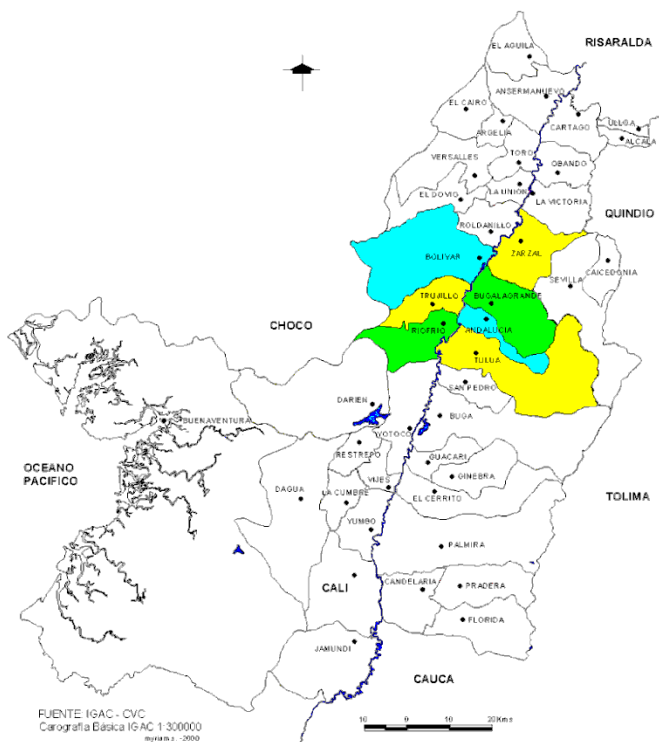 RISARALDA
EL AGUILA
ANSERMANUEVO
EL CAIRO
CARTAGO
ARGELIA
ULLOA
ALCALA
TORO
VERSALLES
OBANDO
LA UNION
EL DOVIO
LA VICTORIA
QUINDIO
ROLDANILLO
ZARZAL
BOLIVAR
CAICEDONIA
SEVILLA
TRUJILLO
BUGALAGRANDE
CHOCO
RIOFRIO
ANDALUCIA
TULUA
SAN PEDRO
DARIEN
BUGA
BUENAVENTURA
YOTOCO
RESTREPO
GUACARI
OCEANO
PACIFICO
GINEBRA
VIJES
DAGUA
LA CUMBRE
EL CERRITO
TOLIMA
YUMBO
PALMIRA
CALI
CANDELARIA
PRADERA
FLORIDA
JAMUNDI
CAUCA
FUENTE: IGAC - CVC
Carografia Básica IGAC 1:300000
-2000
10 0 10 20 Kms